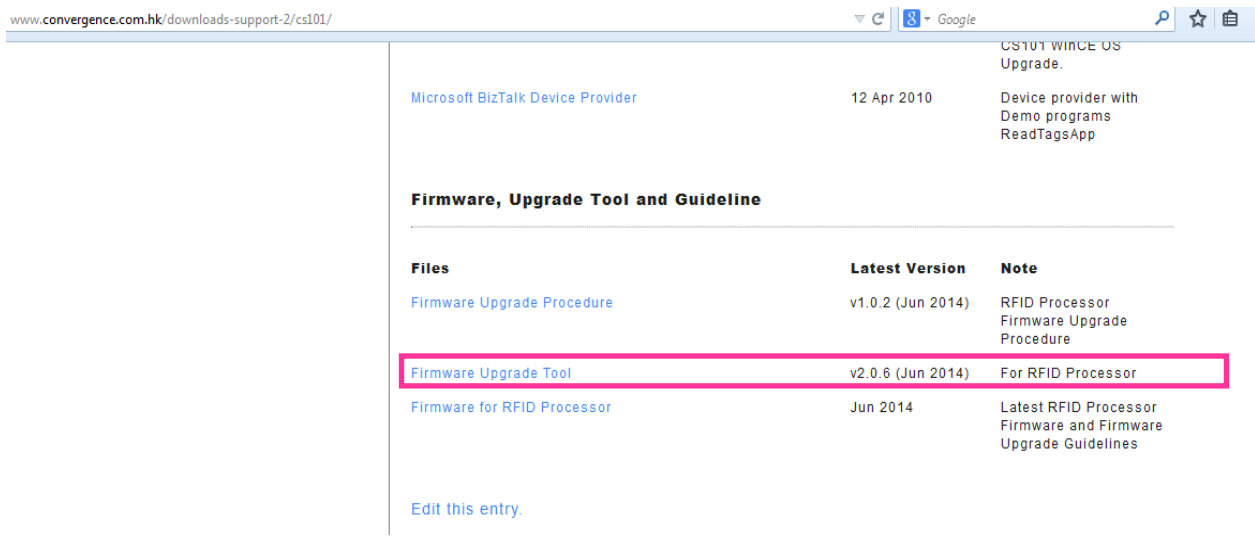 www.convergence.com.hk/downloads-support-2/cs101/
8 Google
CS101 WinCE OS
Upgrade.
Microsoft BizTalk Device Provider 12 Apr 2010 Device provider with
Demo programs
ReadTagsApp
Firmware, Upgrade Tool and Guideline
Files Latest Version Note
Firmware Upgrade Procedure v1.0.2 (Jun 2014) RFID Processor
Firmware Upgrade
Procedure
Firmware Upgrade Tool v2.0.6 (Jun 2014) For RFID Processor
Firmware for RFID Processor Jun 2014 Latest RFID Processor
Firmware and Firmware
Upgrade Guidelines
Edit this entry.